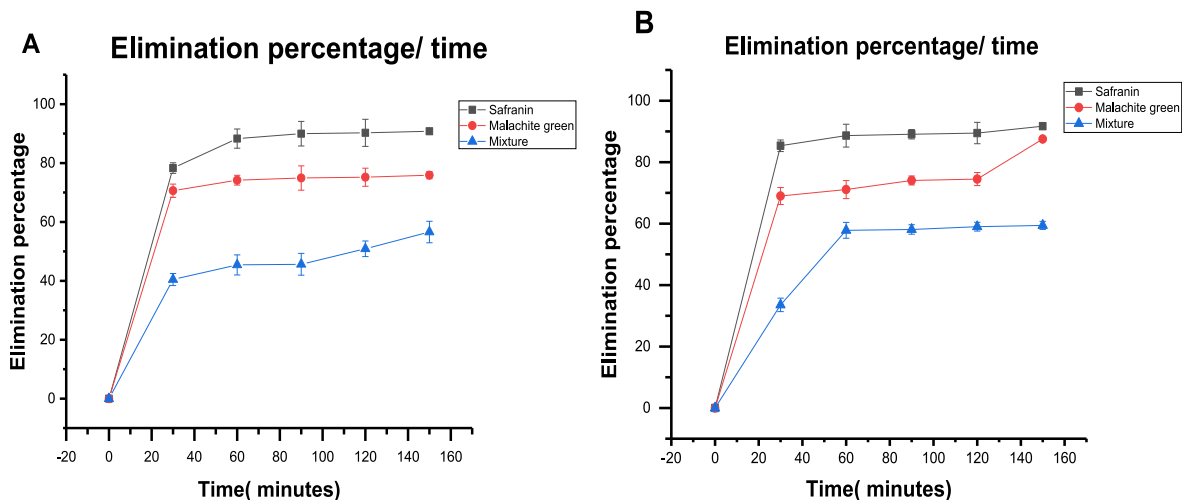 A
Elimination percentage/ time
100
80
60
40
20
0
Elimination percentage
-20 0 20 40 60 80 100 120 140 160
Time( minutes)
Safranin
Malachite green
Mixture
B
Elimination percentage/ time
100
80
60
40
20
0
Elimination percentage
-20 0 20 40 60 80 100 120 140 160
Time( minutes)
Safranin
Malachite green
Mixture